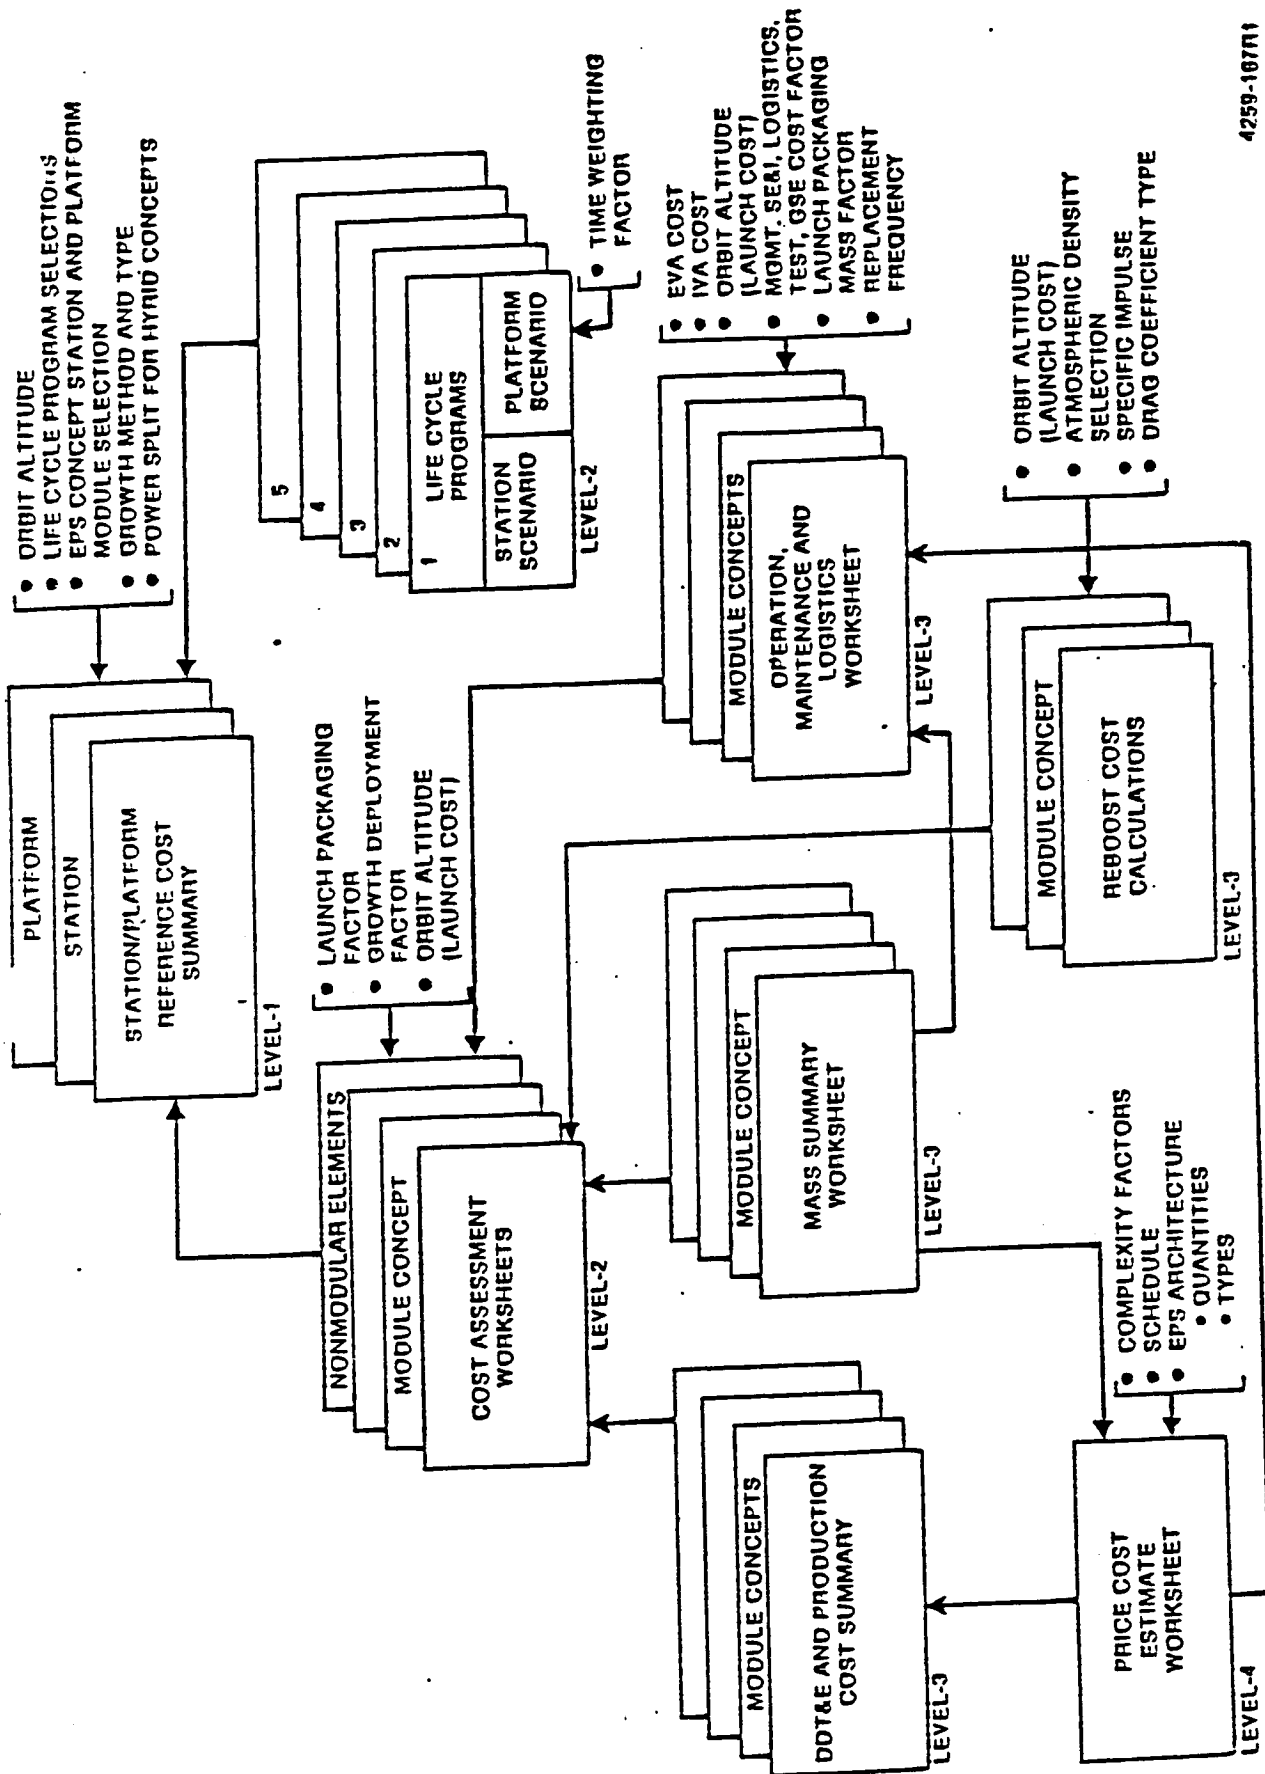 PLATFORM
STATION
STATION/PLATFORM
REFERENCE COST
SUMMARY
LEVEL-1
• ORBIT ALTITUDE
• LIFE CYCLE PROGRAM SELECTIONS
• EPS CONCEPT STATION AND PLATFORM
MODULE SELECTION
• GROWTH METHOD AND TYPE
• POWER SPLIT FOR HYRID CONCEPTS
5
4
3
2
1
LIFE CYCLE
PROGRAMS
STATION
SCENARIO
PLATFORM
SCENARIO
LEVEL-2
• TIME WEIGHTING
FACTOR
NONMODULAR ELEMENTS
MODULE CONCEPT
COST ASSESSMENT
WORKSHEETS
LEVEL-2
• LAUNCH PACKAGING
FACTOR
• GROWTH DEPLOYMENT
FACTOR
• ORBIT ALTITUDE
(LAUNCH COST)
MODULE CONCEPTS
OPERATION,
MAINTENANCE AND
LOGISTICS
WORKSHEET
LEVEL-3
• EVA COST
• IVA COST
• ORBIT ALTITUDE
(LAUNCH COST)
• MGMT. SE&I, LOGISTICS,
TEST, GSE COST FACTOR
• LAUNCH PACKAGING
MASS FACTOR
• REPLACEMENT
FREQUENCY
MODULE CONCEPTS
DDT&E AND PRODUCTION
COST SUMMARY
LEVEL-3
MODULE CONCEPT
MASS SUMMARY
WORKSHEET
LEVEL-3
MODULE CONCEPT
REBOOST COST
CALCULATIONS
LEVEL-3
• ORBIT ALTITUDE
(LAUNCH COST)
• ATMOSPHERIC DENSITY
SELECTION
• SPECIFIC IMPULSE
• DRAG COEFFICIENT TYPE
PRICE COST
ESTIMATE
WORKSHEET
LEVEL-4
• COMPLEXITY FACTORS
• SCHEDULE
• EPS ARCHITECTURE
• QUANTITIES
• TYPES
4259-187R1